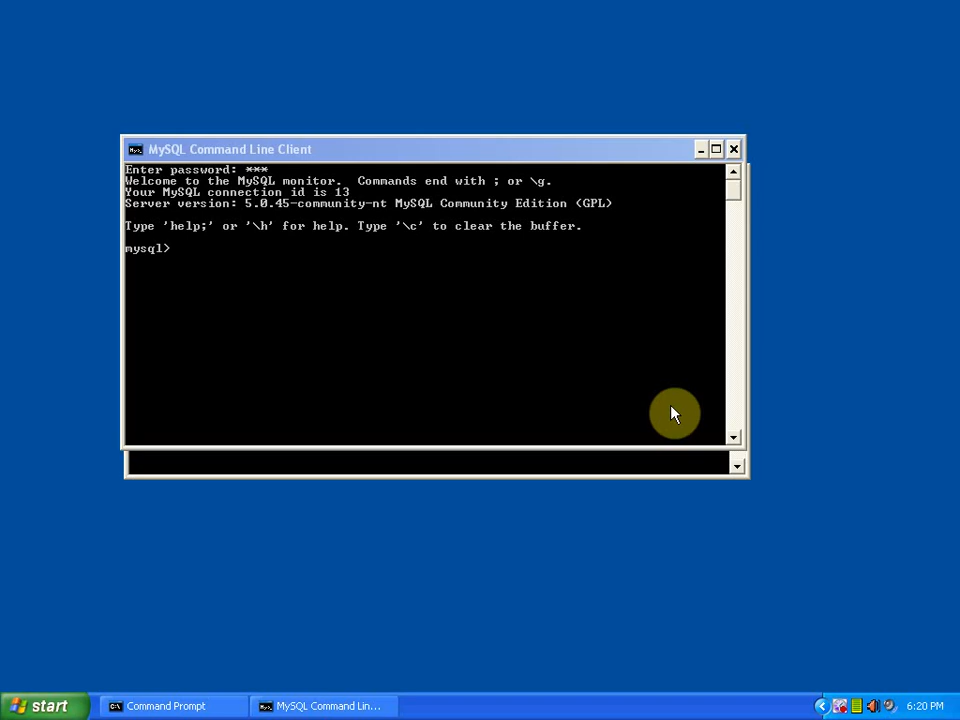 MySQL Command Line Client
Enter password: ***
Welcome to the MySQL monitor.  Commands end with ; or \g.
Your MySQL connection id is 13
Server version: 5.0.45-community-nt MySQL Community Edition (GPL)
Type 'help;' or '\h' for help. Type '\c' to clear the buffer.
mysql>
start
Command Prompt
MySQL Command Lin...
6:20 PM